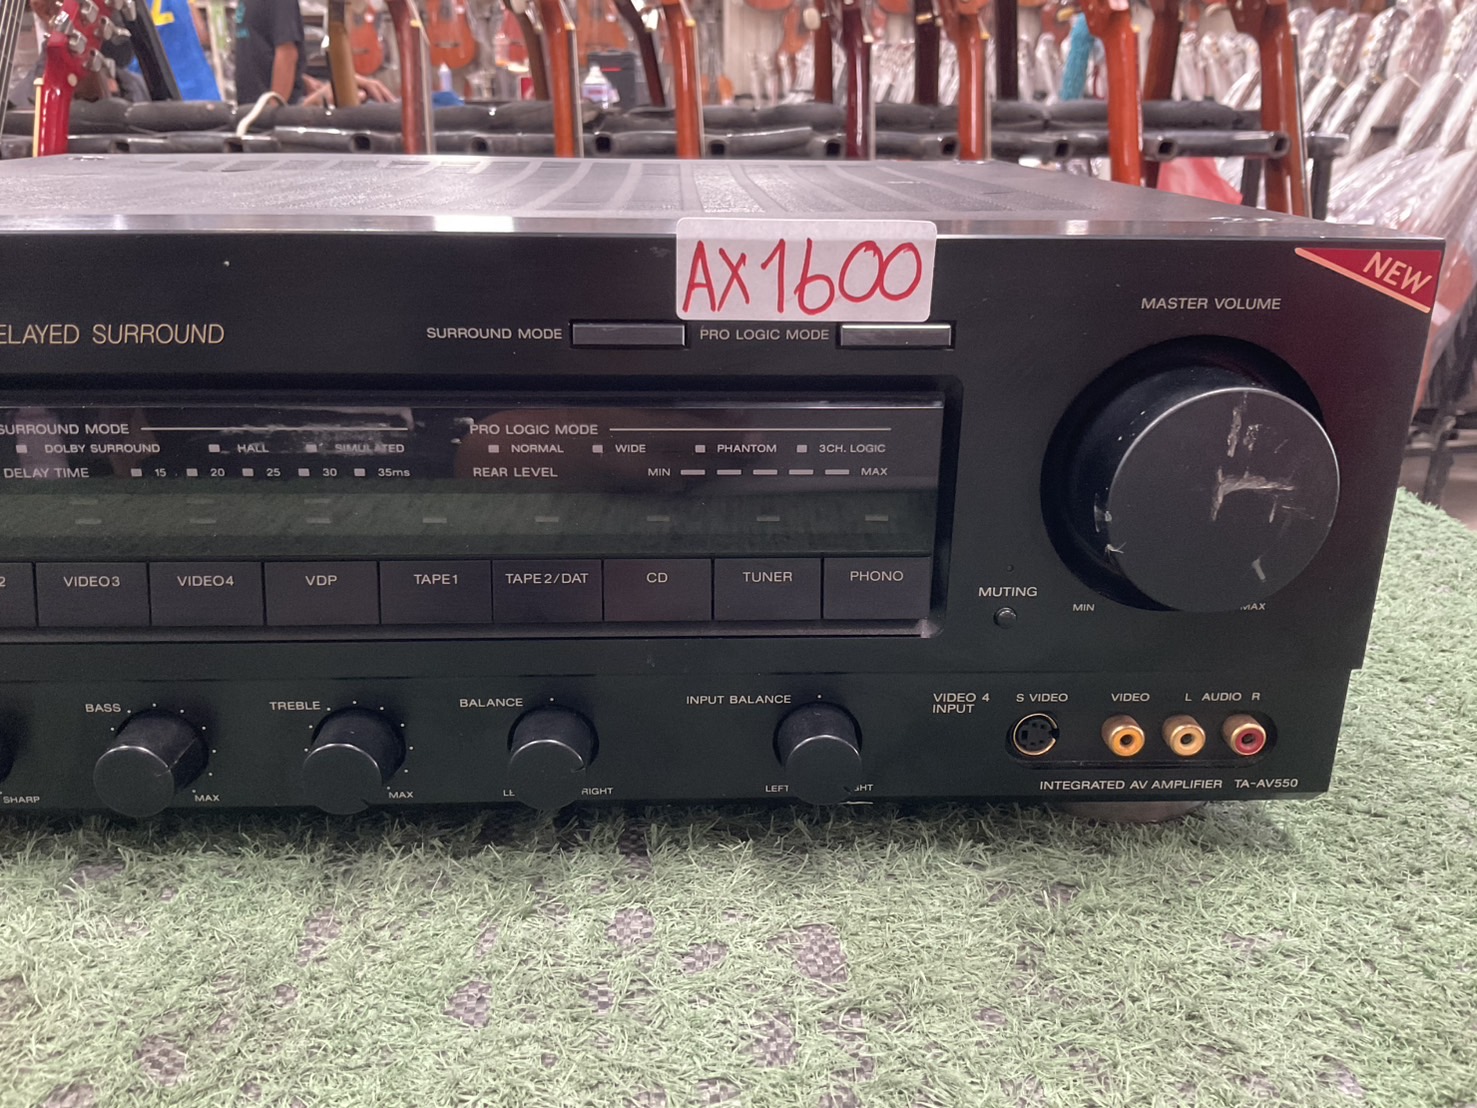 AX1600
NEW
MASTER VOLUME
ELAYED SURROUND
SURROUND MODE
PRO LOGIC MODE
SURROUND MODE
DOLBY SURROUND HALL SIMULATED
DELAY TIME 15 20 25 30 35ms
PRO LOGIC MODE
NORMAL WIDE PHANTOM 3CH. LOGIC
REAR LEVEL MIN MAX
2 VIDEO3 VIDEO4 VDP TAPE1 TAPE2/DAT CD TUNER PHONO
MUTING
MIN MAX
BASS
MAX
TREBLE
MAX
BALANCE
RIGHT
INPUT BALANCE
LEFT
SHARP
VIDEO 4
INPUT
S VIDEO VIDEO L AUDIO R
INTEGRATED AV AMPLIFIER TA-AV550